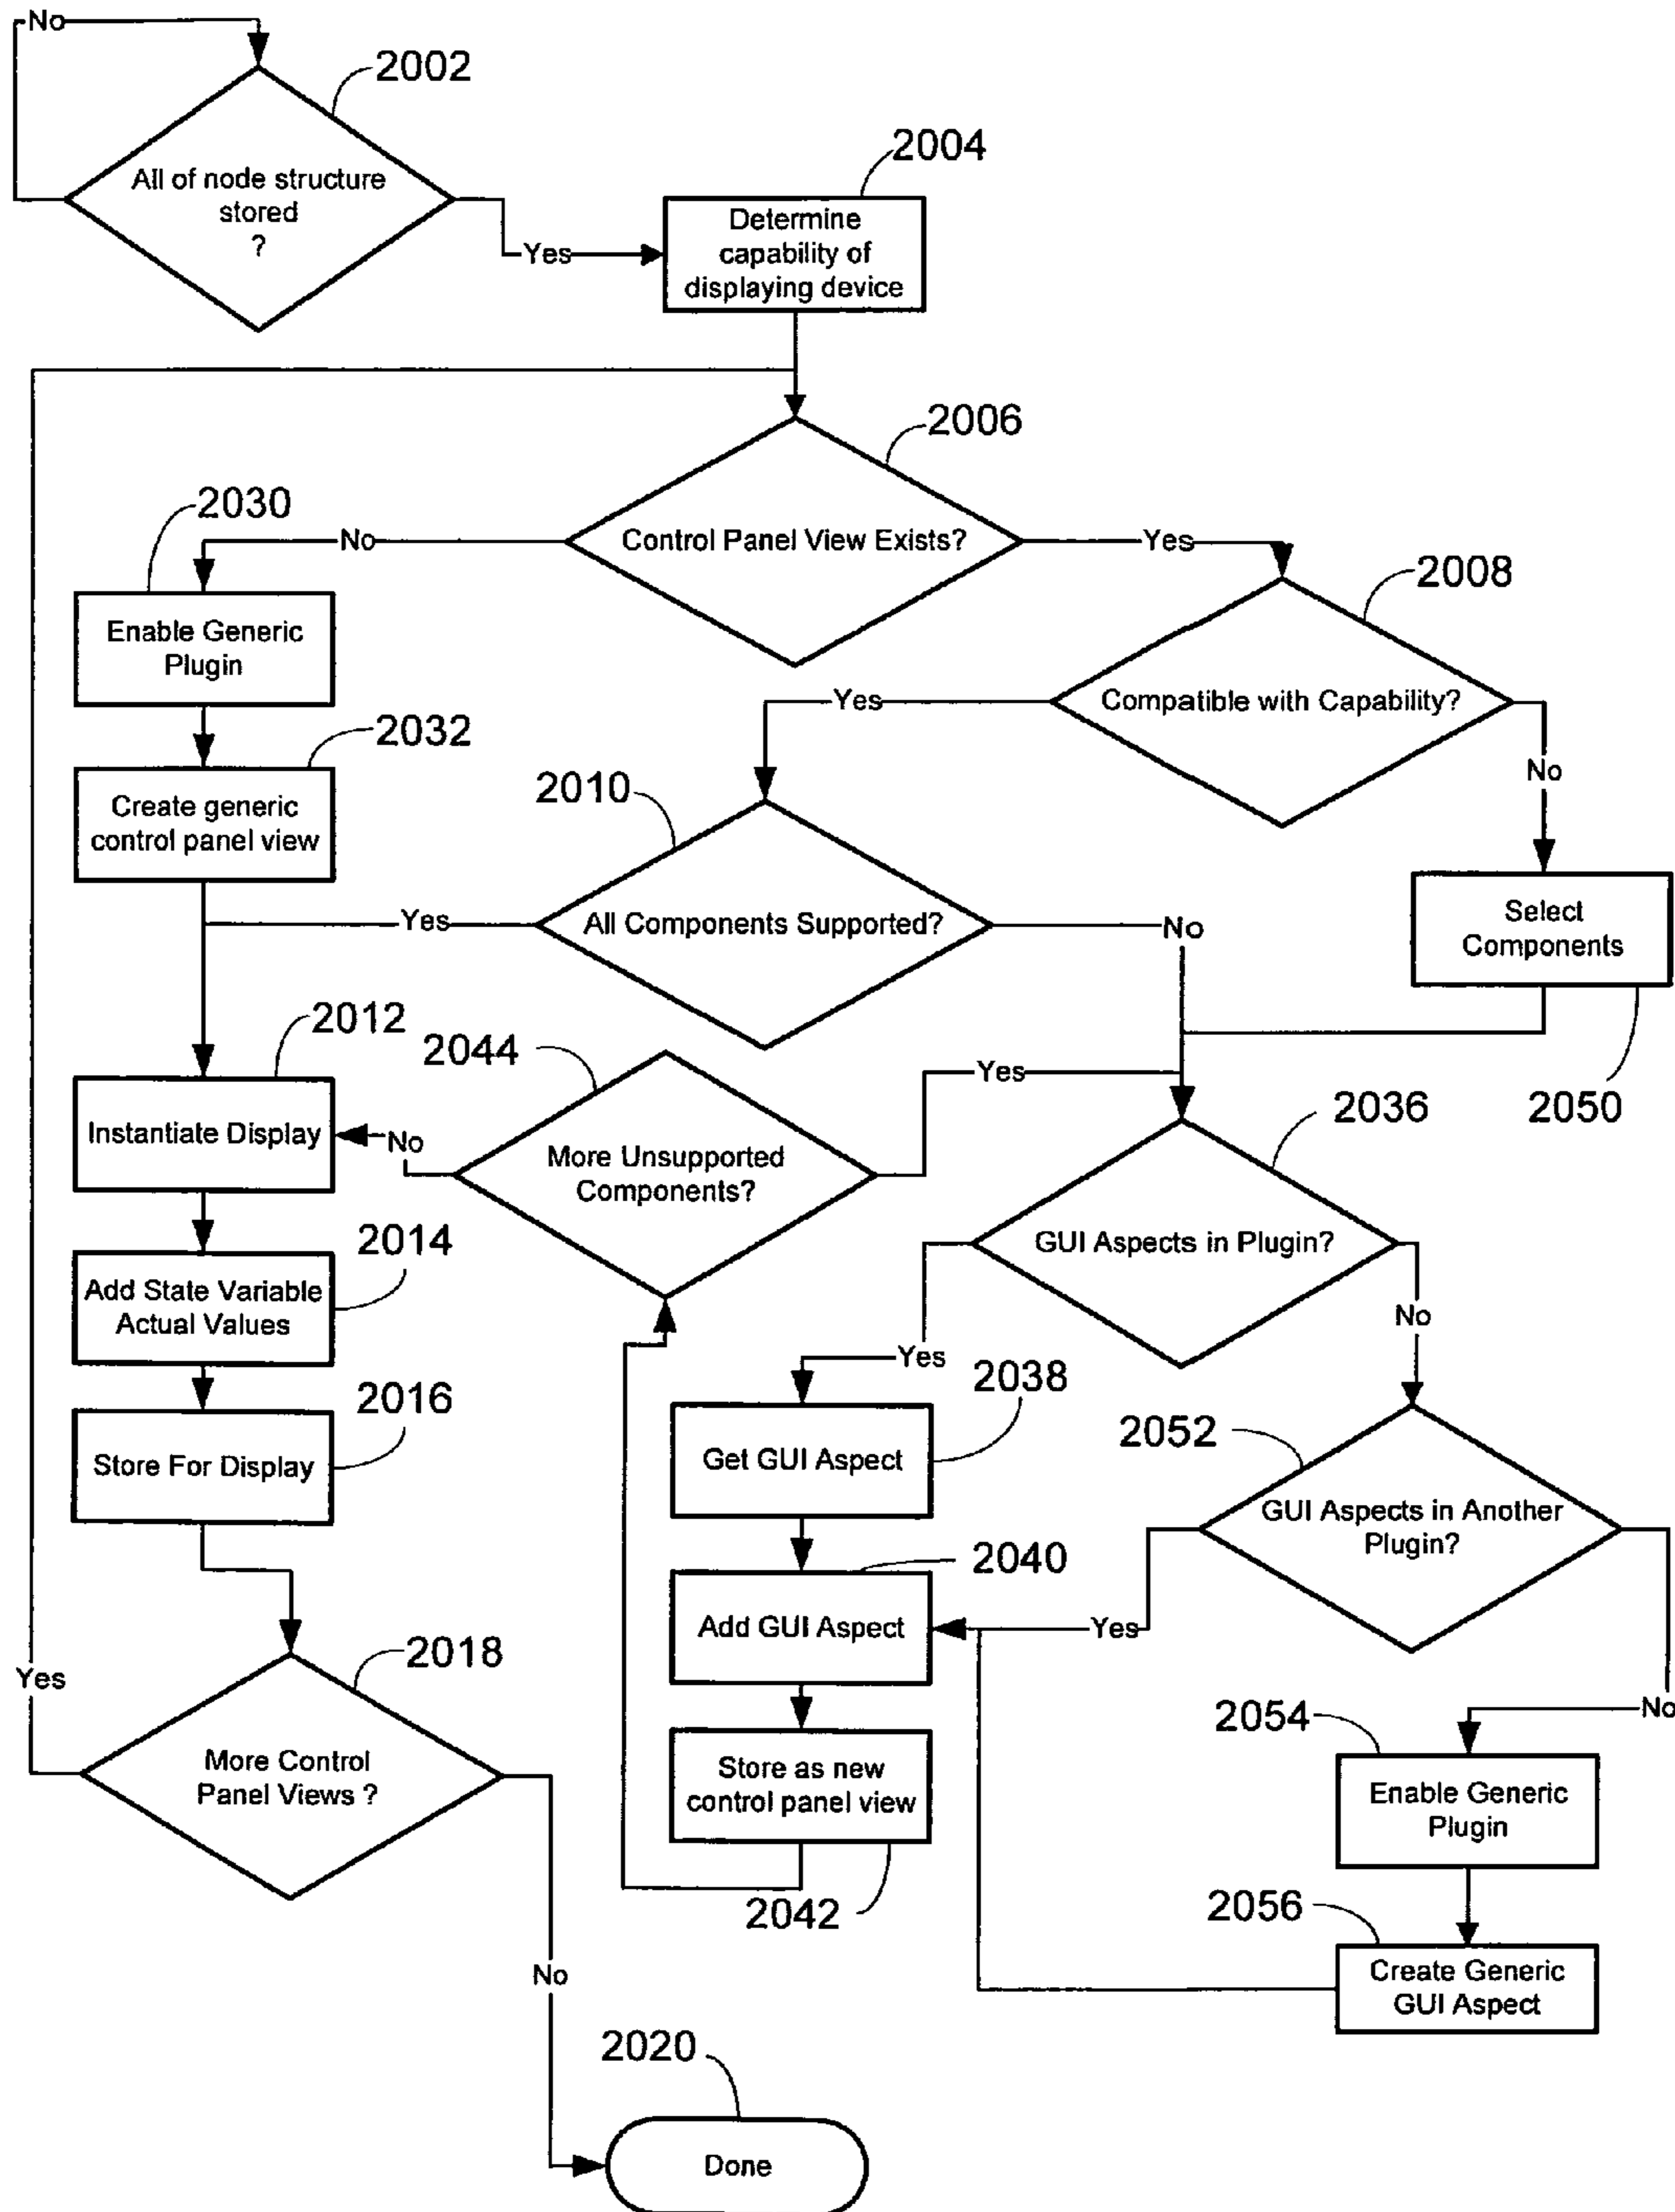 No
2002
All of node structure
stored
?
Yes
2004
Determine
capability of
displaying device
2006
Control Panel View Exists?
No
Yes
2030
Enable Generic
Plugin
2008
Compatible with Capability?
Yes
No
2032
Create generic
control panel view
2010
All Components Supported?
Yes
No
Select
Components
2050
2012
Instantiate Display
2044
More Unsupported
Components?
No
Yes
2036
GUI Aspects in Plugin?
Yes
No
2014
Add State Variable
Actual Values
2016
Store For Display
2038
Get GUI Aspect
2052
GUI Aspects in Another
Plugin?
Yes
No
2040
Add GUI Aspect
2018
More Control
Panel Views ?
Yes
No
Store as new
control panel view
2042
2054
Enable Generic
Plugin
2056
Create Generic
GUI Aspect
2020
Done